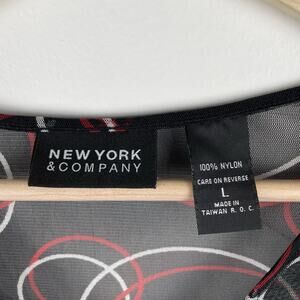 NEW YORK
& COMPANY
100% NYLON
CARE ON REVERSE
L
MADE IN
TAIWAN R. O. C.